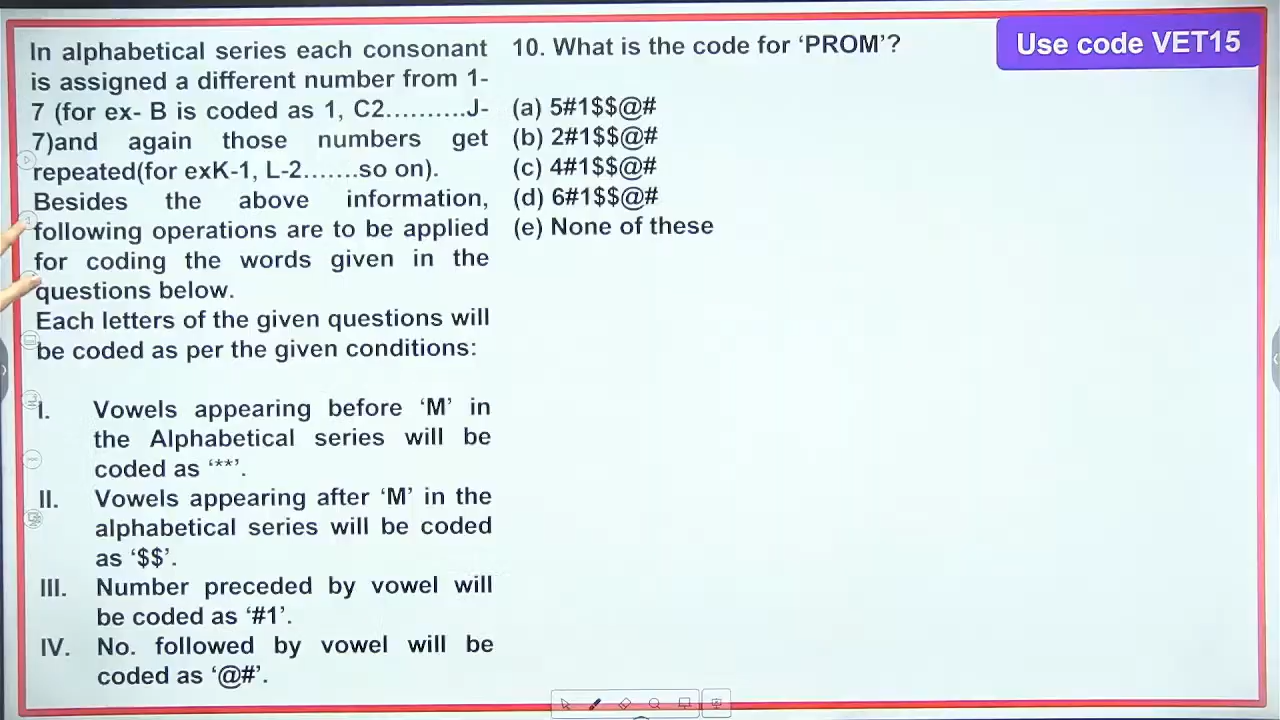 In alphabetical series each consonant
is assigned a different number from 1-
7 (for ex- B is coded as 1, C2..........J-
7)and again those numbers get
repeated(for exK-1, L-2.......so on).
Besides the above information,
following operations are to be applied
for coding the words given in the
questions below.
Each letters of the given questions will
be coded as per the given conditions:
I. Vowels appearing before ‘M’ in
the Alphabetical series will be
coded as ‘**’.
II. Vowels appearing after ‘M’ in the
alphabetical series will be coded
as ‘$$’.
III. Number preceded by vowel will
be coded as ‘#1’.
IV. No. followed by vowel will be
coded as ‘@#’.
10. What is the code for ‘PROM’?
(a) 5#1$$@#
(b) 2#1$$@#
(c) 4#1$$@#
(d) 6#1$$@#
(e) None of these
Use code VET15